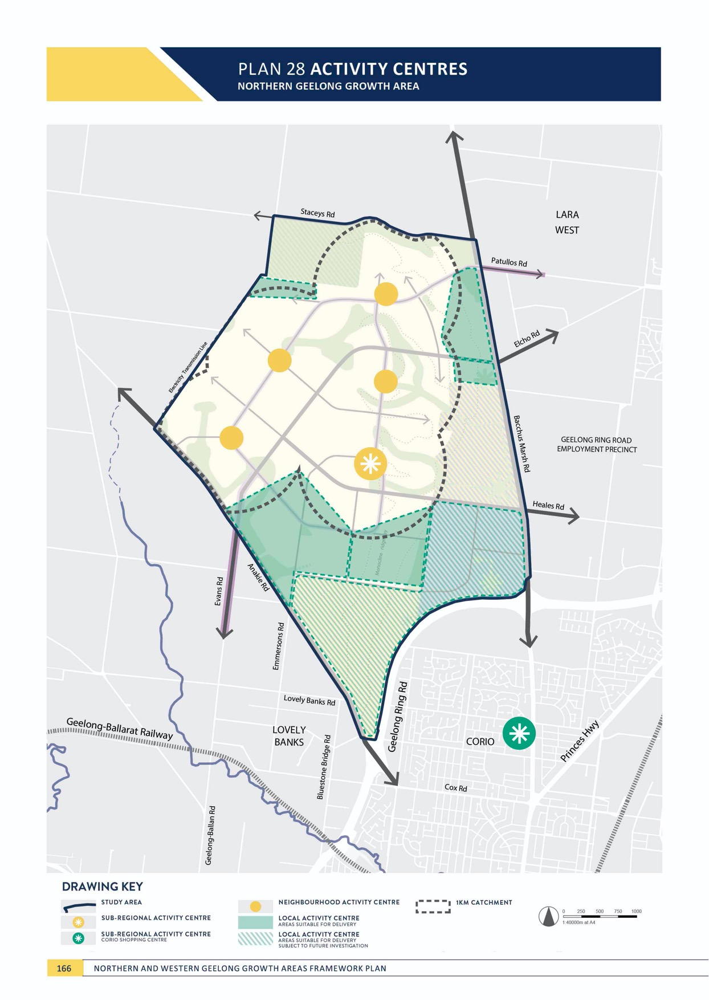 PLAN 28 ACTIVITY CENTRES
NORTHERN GEELONG GROWTH AREA
Staceys Rd
LARA
WEST
Patullos Rd
Elcho Rd
Electricity Transmission Line
Bacchus Marsh Rd
GEELONG RING ROAD
EMPLOYMENT PRECINCT
Heales Rd
Monocline ridgeway
Anakie Rd
Evans Rd
Emmersons Rd
Lovely Banks Rd
Geelong Ring Rd
Geelong-Ballarat Railway
LOVELY
BANKS
Bluestone Bridge Rd
CORIO
Princes Hwy
Cox Rd
Geelong-Ballan Rd
DRAWING KEY
STUDY AREA
SUB-REGIONAL ACTIVITY CENTRE
SUB-REGIONAL ACTIVITY CENTRE
CORIO SHOPPING CENTRE
NEIGHBOURHOOD ACTIVITY CENTRE
LOCAL ACTIVITY CENTRE
AREAS SUITABLE FOR DELIVERY
LOCAL ACTIVITY CENTRE
AREAS SUITABLE FOR DELIVERY
SUBJECT TO FUTURE INVESTIGATION
1KM CATCHMENT
0 250 500 750 1000
1:40000m at A4
166 NORTHERN AND WESTERN GEELONG GROWTH AREAS FRAMEWORK PLAN